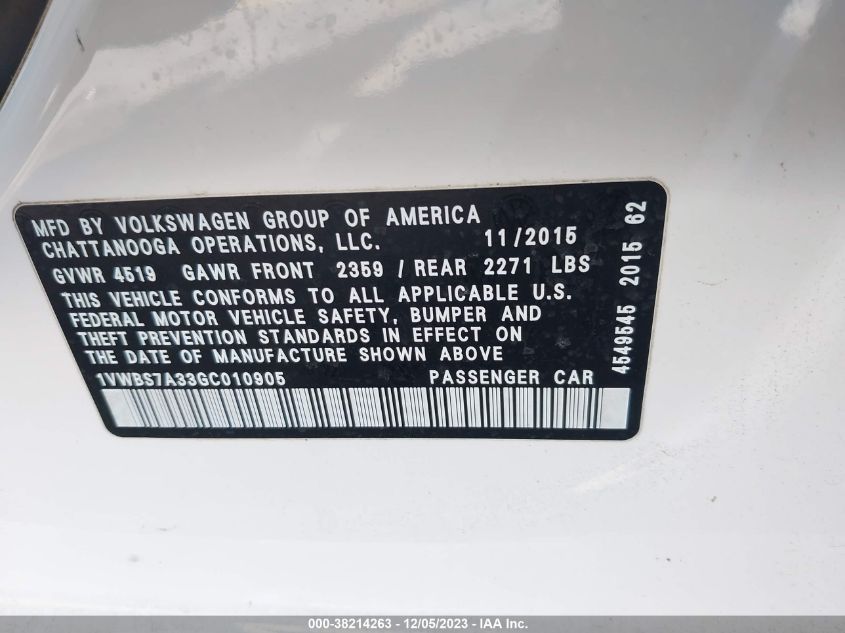 MFD BY VOLKSWAGEN GROUP OF AMERICA
CHATTANOOGA OPERATIONS, LLC. 11/2015
GVWR 4519 GAWR FRONT 2359 / REAR 2271 LBS
THIS VEHICLE CONFORMS TO ALL APPLICABLE U.S.
FEDERAL MOTOR VEHICLE SAFETY, BUMPER AND
THEFT PREVENTION STANDARDS IN EFFECT ON
THE DATE OF MANUFACTURE SHOWN ABOVE
1VWBS7A33GC010905 PASSENGER CAR
4549545 2015 62
000-38214263 - 12/05/2023 - IAA Inc.